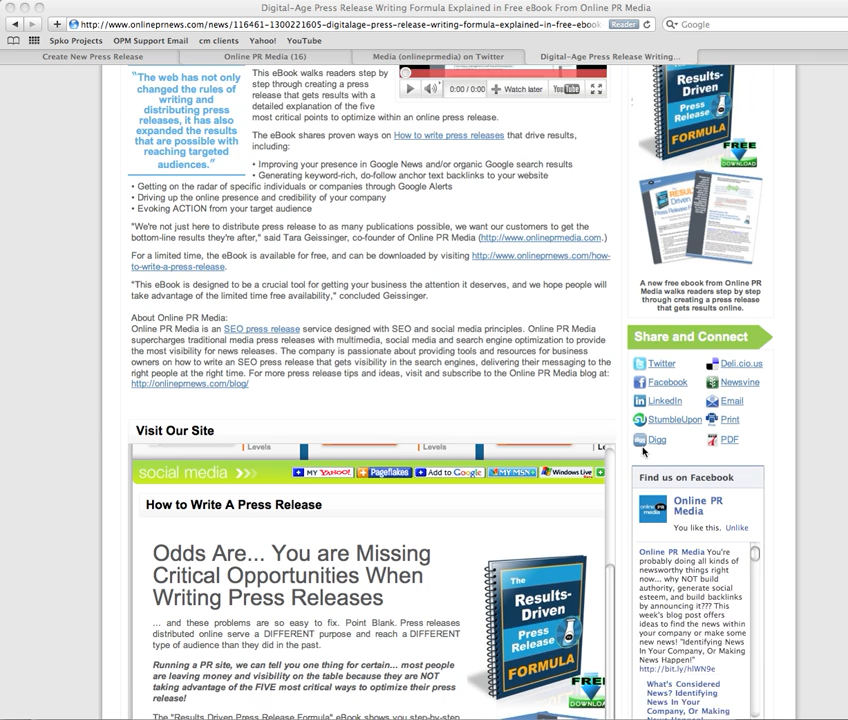 Digital-Age Press Release Writing Formula Explained in Free eBook From Online PR Media
http://www.onlineprnews.com/news/116461-1300221605-digitalage-press-release-writing-formula-explained-in-free-eboo
Reader
Google
Spko Projects
OPM Support Email
cm clients
Yahoo!
YouTube
Create New Press Release
Online PR Media (16)
Media (onlineprmedia) on Twitter
Digital-Age Press Release Writing...
"The web has not only
changed the rules of
writing and
distributing press
releases, it has also
expanded the results
that are possible with
reaching targeted
audiences."
This eBook walks readers step by
step through creating a press
release that gets results with a
detailed explanation of the five
most critical points to optimize within an online press release.
0:00 / 0:00
Watch later
YouTube
The eBook shares proven ways on How to write press releases that drive results,
including:
• Improving your presence in Google News and/or organic Google search results
• Generating keyword-rich, do-follow anchor text backlinks to your website
• Getting on the radar of specific individuals or companies through Google Alerts
• Driving up the online presence and credibility of your company
• Evoking ACTION from your target audience
"We're not just here to distribute press release to as many publications possible, we want our customers to get the
bottom-line results they're after," said Tara Geissinger, co-founder of Online PR Media (http://www.onlineprmedia.com.)
For a limited time, the eBook is available for free, and can be downloaded by visiting http://www.onlineprnews.com/how-
to-write-a-press-release.
"This eBook is designed to be a crucial tool for getting your business the attention it deserves, and we hope people will
take advantage of the limited time free availability," concluded Geissinger.
About Online PR Media:
Online PR Media is an SEO press release service designed with SEO and social media principles. Online PR Media
supercharges traditional media press releases with multimedia, social media and search engine optimization to provide
the most visibility for new releases. The company is passionate about providing tools and resources for business
owners on how to write an SEO press release that gets visibility in the search engines, delivering their messaging to the
right people at the right time. For more press release tips and ideas, visit and subscribe to the Online PR Media blog at:
http://onlineprnews.com/blog/
Visit Our Site
Levels
Levels
social media >>>
MY YAHOO!
Pageflakes
Add to Google
MY MSN
Windows Live
How to Write A Press Release
Odds Are... You are Missing
Critical Opportunities When
Writing Press Releases
... and these problems are so easy to fix. Point Blank. Press releases
distributed online serve a DIFFERENT purpose and reach a DIFFERENT
type of audience than they did in the past.
Running a PR site, we can tell you one thing for certain... most people
are leaving money and visibility on the table because they are NOT
taking advantage of the FIVE most critical ways to optimize their press
release!
The "Results Driven Press Release Formula" eBook shows you step-by-step
The
Results-
Driven
Press
Release
FORMULA
FREE
DOWNLOAD
Results-
Driven
Press
Release
FORMULA
FREE
DOWNLOAD
A new free ebook from Online PR
Media walks readers step by step
through creating a press release
that gets results online.
Share and Connect
Twitter
Deli.cio.us
Facebook
Newsvine
LinkedIn
Email
StumbleUpon
Print
Digg
PDF
Find us on Facebook
Online PR
Media
You like this. Unlike
Online PR Media You're
probably doing all kinds of
newsworthy things right
now... why NOT build
authority, generate social
esteem, and build backlinks
by announcing it??? This
week's blog post offers
ideas to find the news within
your company or make some
new news! "Identifying News
In Your Company, Or Making
News Happen!"
http://bit.ly/hlWN9e
What's Considered
News? Identifying
News In Your
Company, Or Making